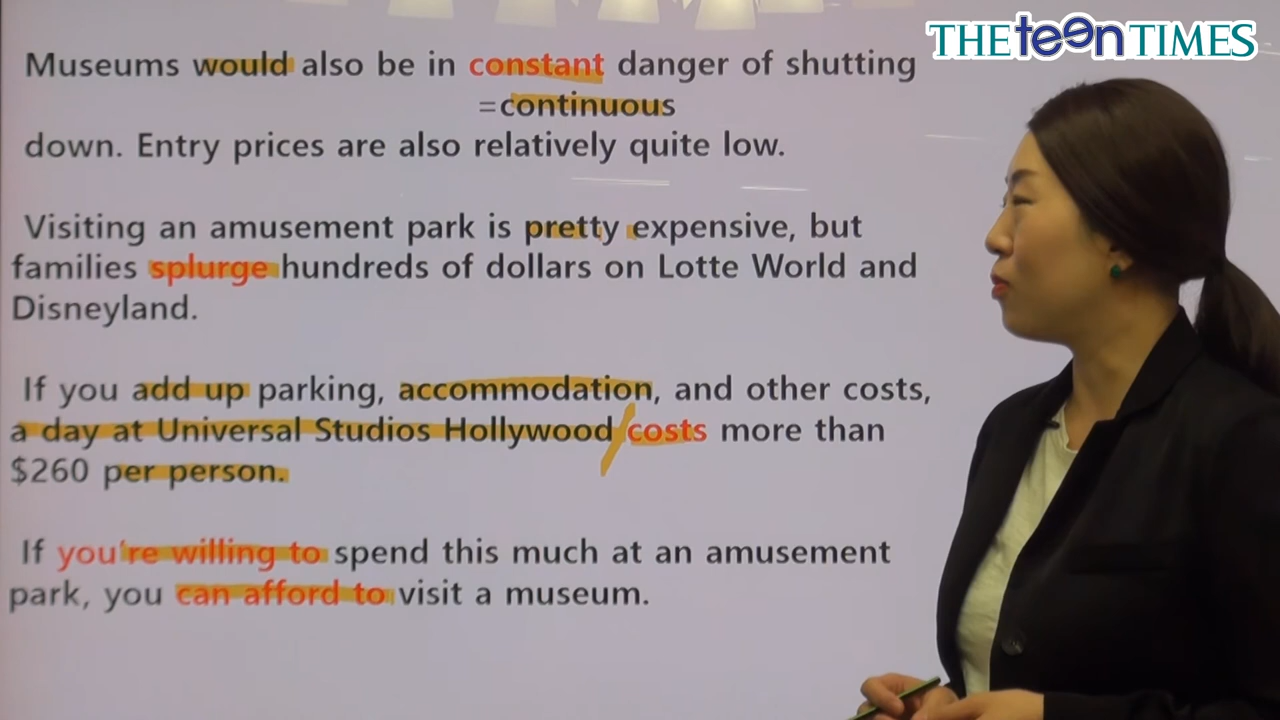 THE teen TIMES
Museums would also be in constant danger of shutting
=continuous
down. Entry prices are also relatively quite low.
Visiting an amusement park is pretty expensive, but
families splurge hundreds of dollars on Lotte World and
Disneyland.
If you add up parking, accommodation, and other costs,
a day at Universal Studios Hollywood costs more than
$260 per person.
If you're willing to spend this much at an amusement
park, you can afford to visit a museum.